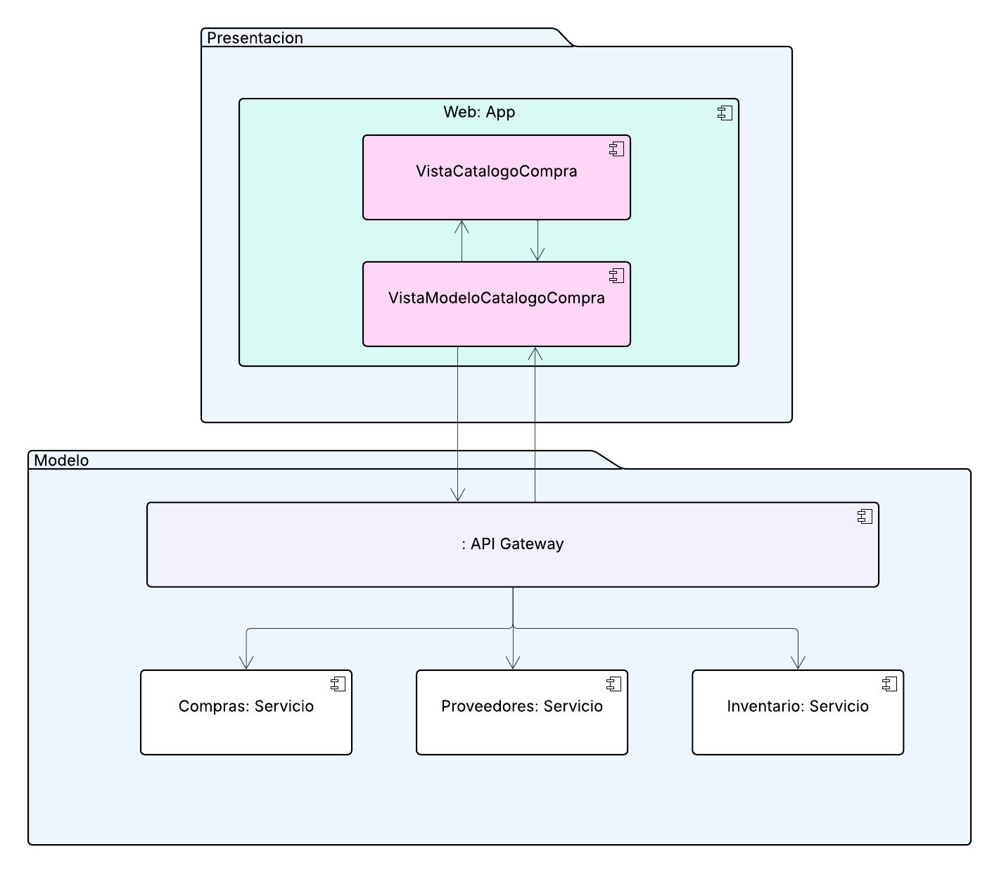 Presentacion
Web: App
VistaCatalogoCompra
VistaModeloCatalogoCompra
Modelo
: API Gateway
Compras: Servicio
Proveedores: Servicio
Inventario: Servicio